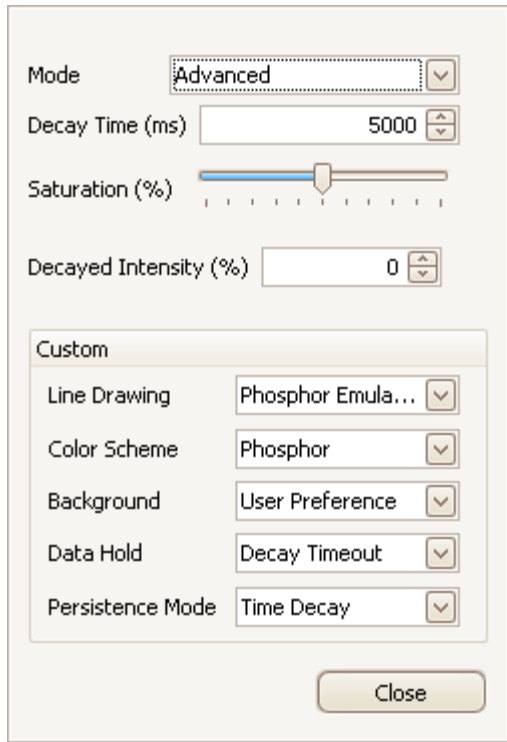 Mode Advanced
Decay Time (ms) 5000
Saturation (%)
Decayed Intensity (%) 0
Custom
Line Drawing Phosphor Emula...
Color Scheme Phosphor
Background User Preference
Data Hold Decay Timeout
Persistence Mode Time Decay
Close